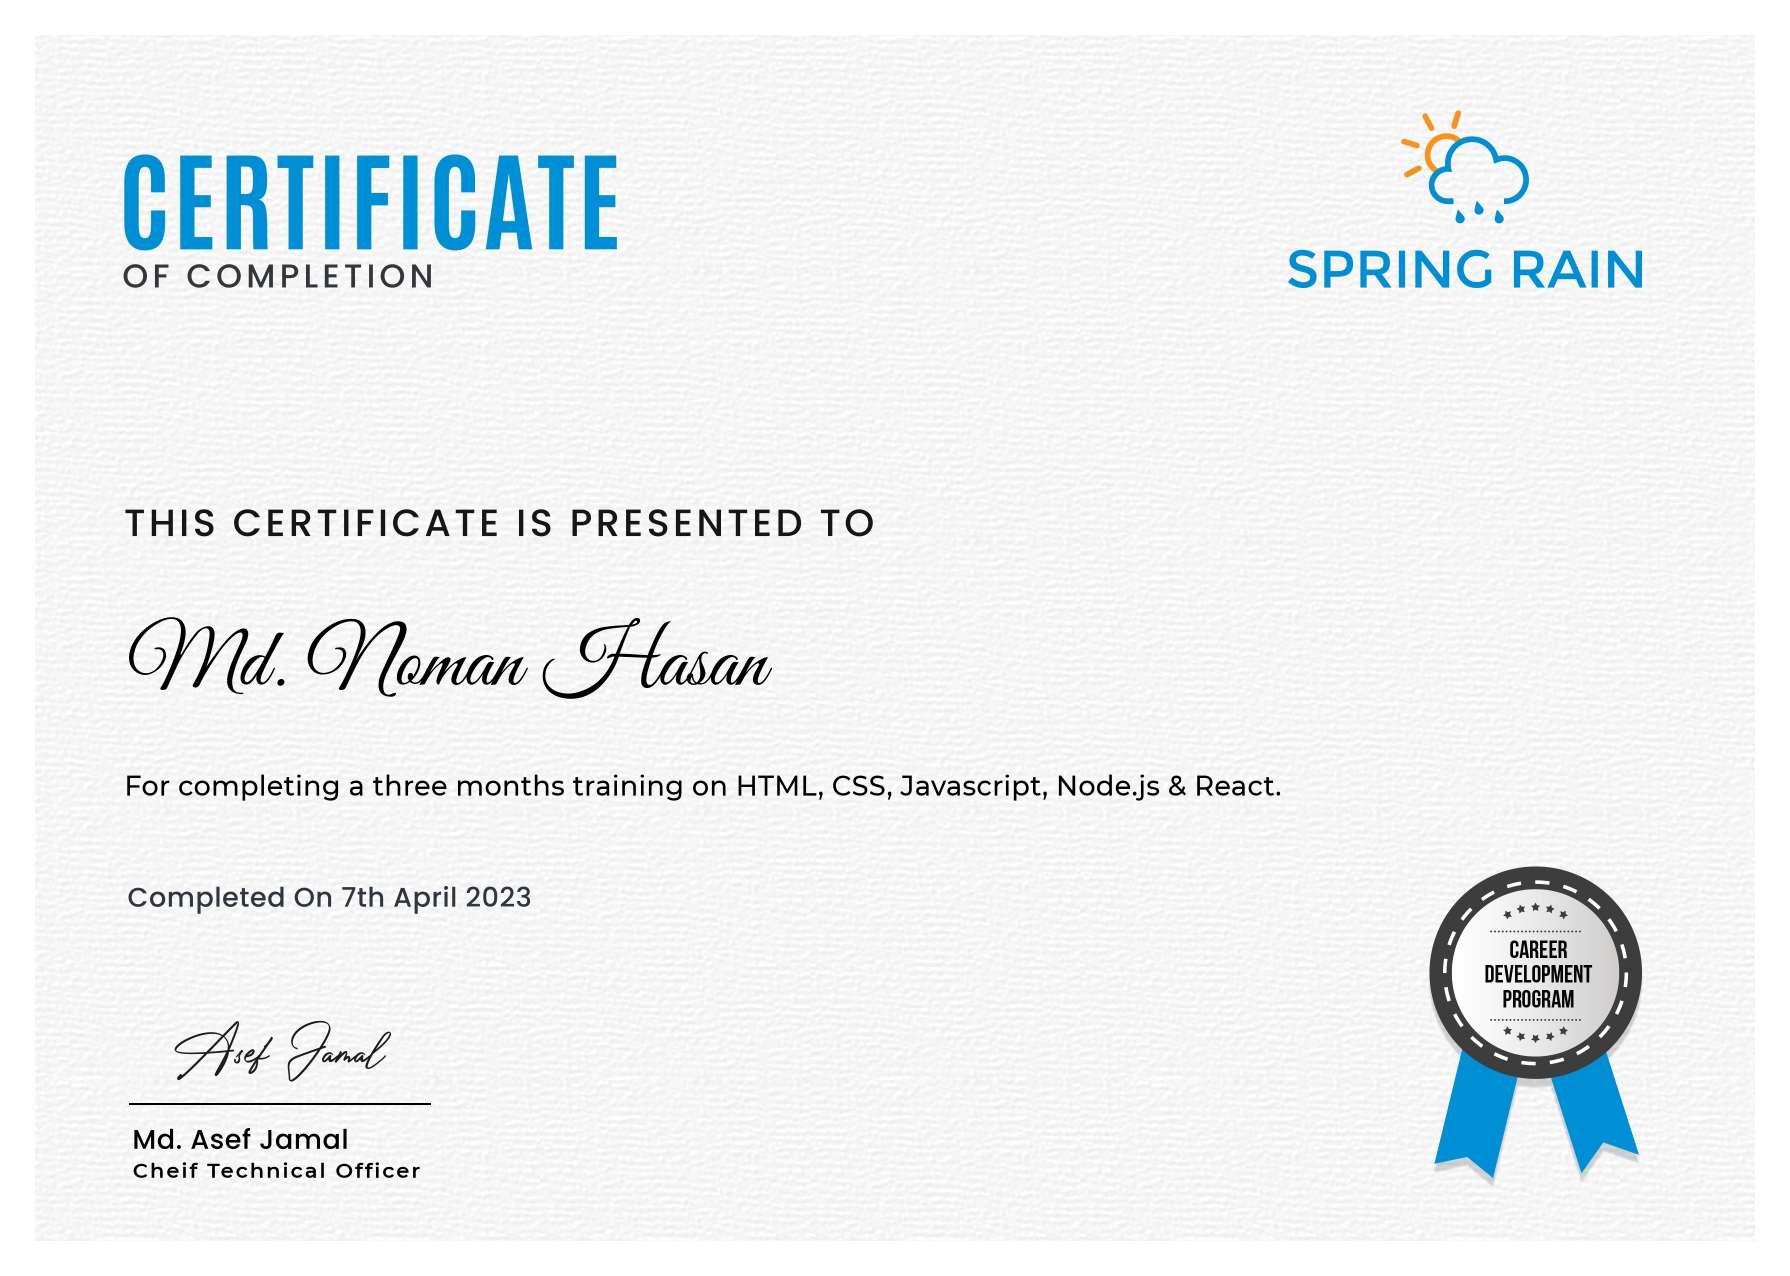 CERTIFICATE
OF COMPLETION
SPRING RAIN
THIS CERTIFICATE IS PRESENTED TO
Md. Noman Hasan
For completing a three months training on HTML, CSS, Javascript, Node.js & React.
Completed On 7th April 2023
CAREER
DEVELOPMENT
PROGRAM
Asef Jamal
Md. Asef Jamal
Cheif Technical Officer